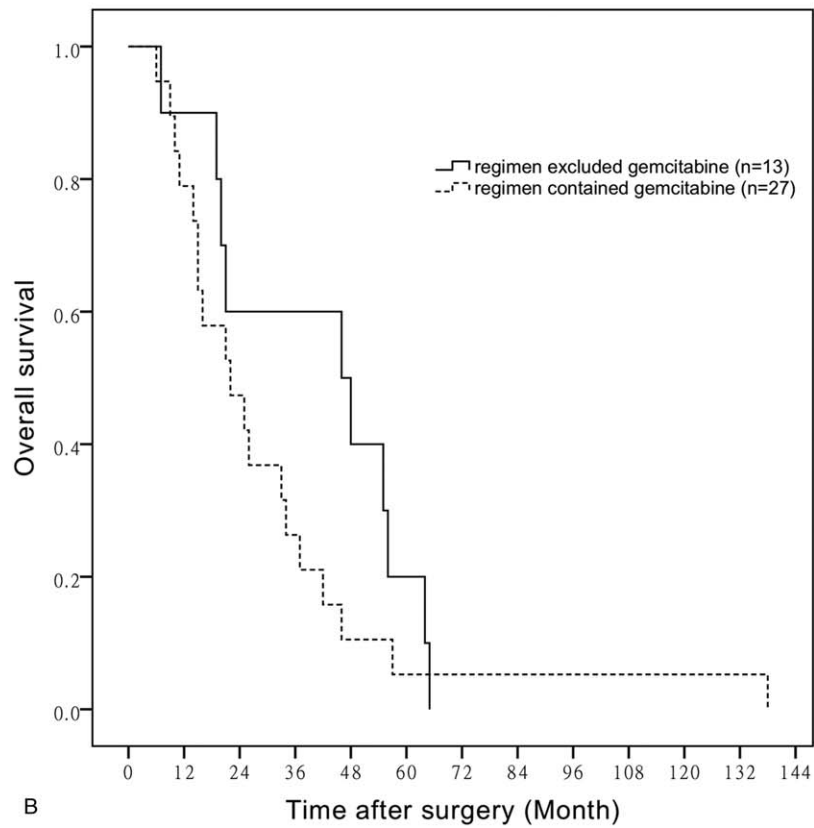 1.0
0.8
0.6
0.4
0.2
0.0
Overall survival
regimen excluded gemcitabine (n=13)
regimen contained gemcitabine (n=27)
0 12 24 36 48 60 72 84 96 108 120 132 144
Time after surgery (Month)
B